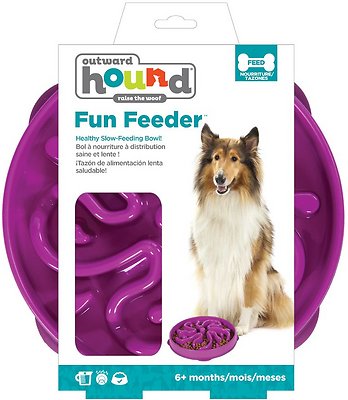 outward
hound
raise the woof
FEED
NOURRITURE/
TAZONES
Fun Feeder™
Healthy Slow-Feeding Bowl!
Bol à nourriture à distribution
saine et lente !
¡Tazón de alimentación lenta
saludable!
6+ months/mois/meses